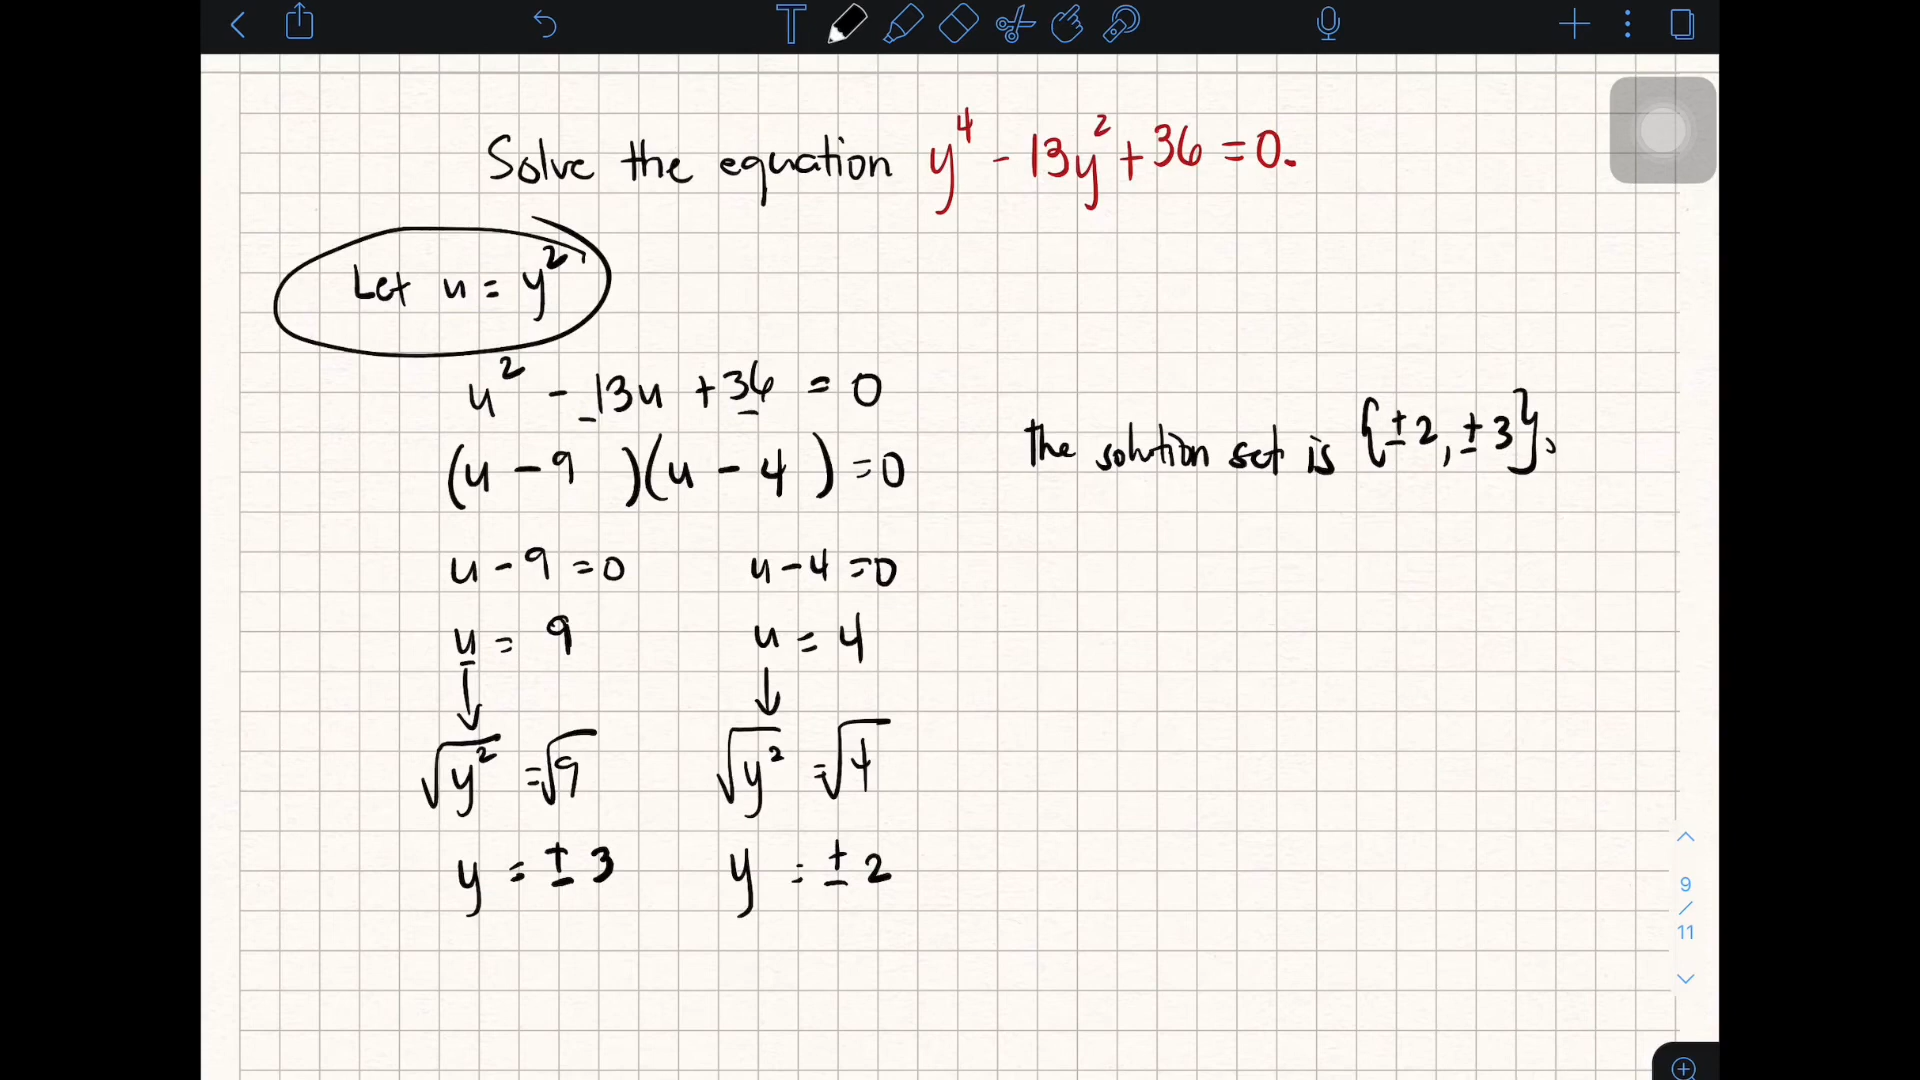 Solve the equation y⁴ - 13y² + 36 = 0.
Let u = y²
u² - 13u + 36 = 0
(u - 9 )(u - 4 ) = 0
u - 9 = 0 u - 4 = 0
u = 9 u = 4
√y² = √9 √y² = √4
y = ± 3 y = ± 2
the solution set is {± 2, ± 3}.
9
/
11